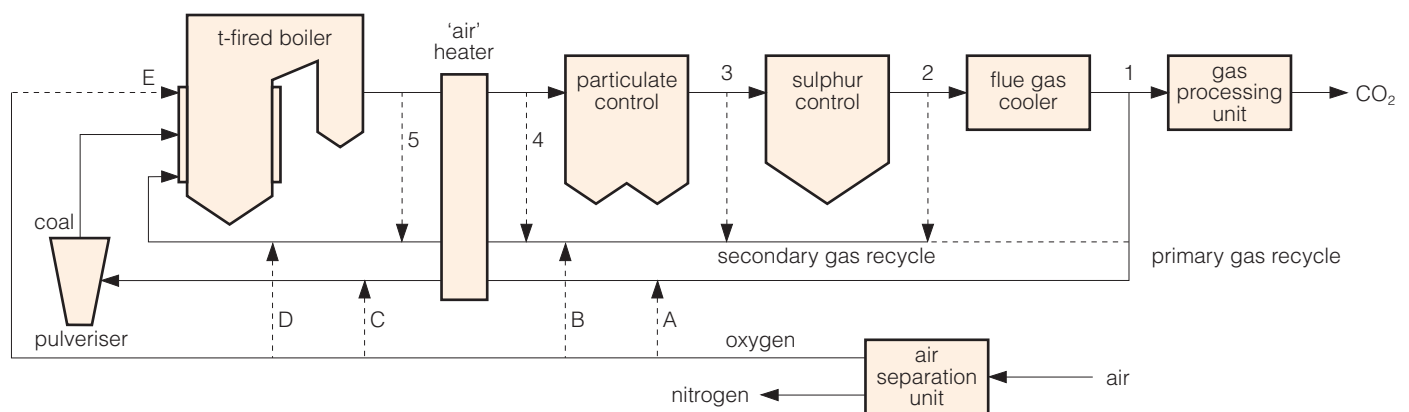 t-fired boiler
‘air’
heater
E
particulate
control
3
sulphur
control
2
flue gas
cooler
1
gas
processing
unit
CO₂
5
4
coal
secondary gas recycle
primary gas recycle
pulveriser
D
C
B
A
oxygen
air
separation
unit
air
nitrogen